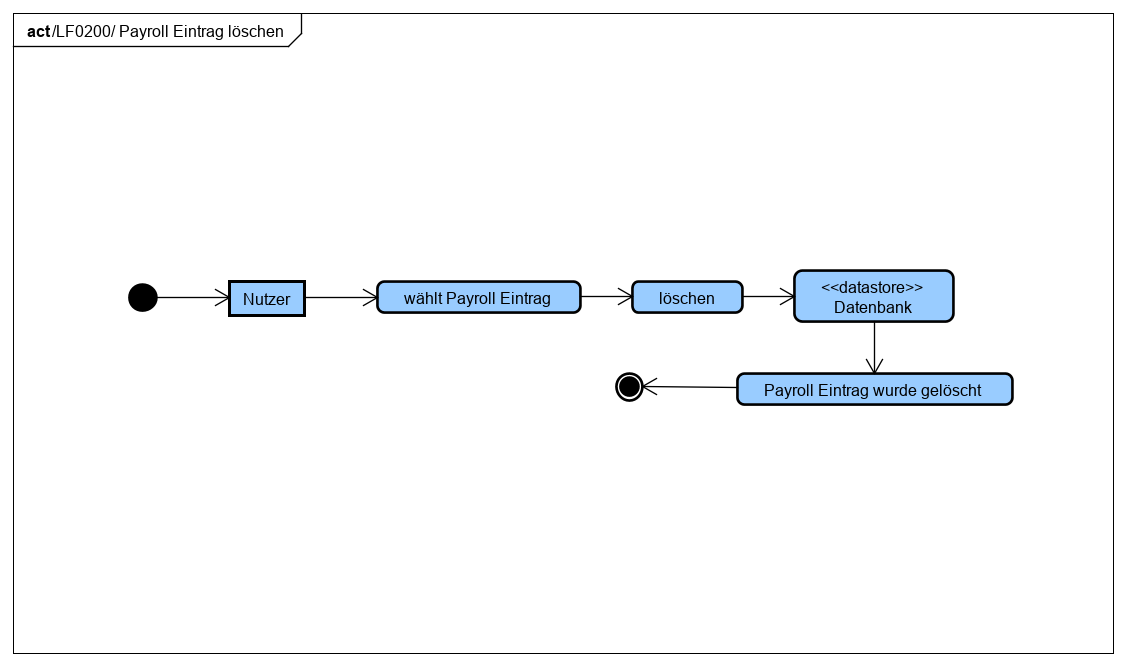 act/LF0200/ Payroll Eintrag löschen
Nutzer
wählt Payroll Eintrag
löschen
<<datastore>>
Datenbank
Payroll Eintrag wurde gelöscht